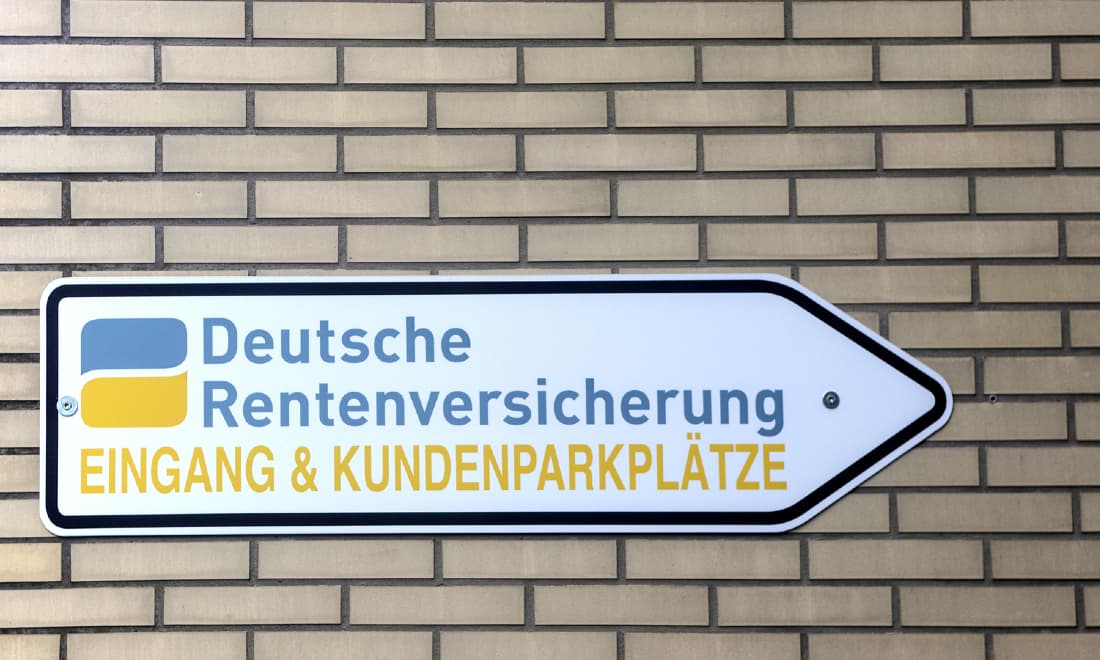 Deutsche
Rentenversicherung
EINGANG & KUNDENPARKPLÄTZE